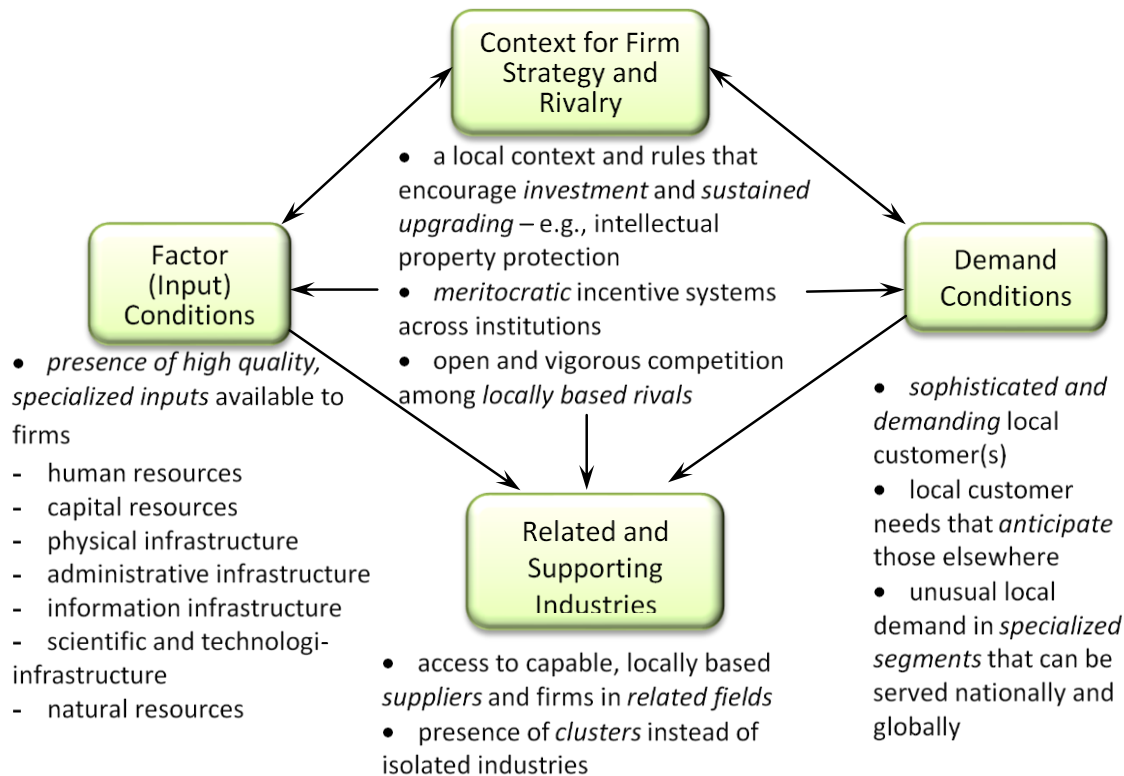 Context for Firm
Strategy and
Rivalry
• a local context and rules that
encourage investment and sustained
upgrading – e.g., intellectual
property protection
• meritocratic incentive systems
across institutions
• open and vigorous competition
among locally based rivals
Factor
(Input)
Conditions
• presence of high quality,
specialized inputs available to
firms
- human resources
- capital resources
- physical infrastructure
- administrative infrastructure
- information infrastructure
- scientific and technologi-
infrastructure
- natural resources
Demand
Conditions
• sophisticated and
demanding local
customer(s)
• local customer
needs that anticipate
those elsewhere
• unusual local
demand in specialized
segments that can be
served nationally and
globally
Related and
Supporting
Industries
• access to capable, locally based
suppliers and firms in related fields
• presence of clusters instead of
isolated industries